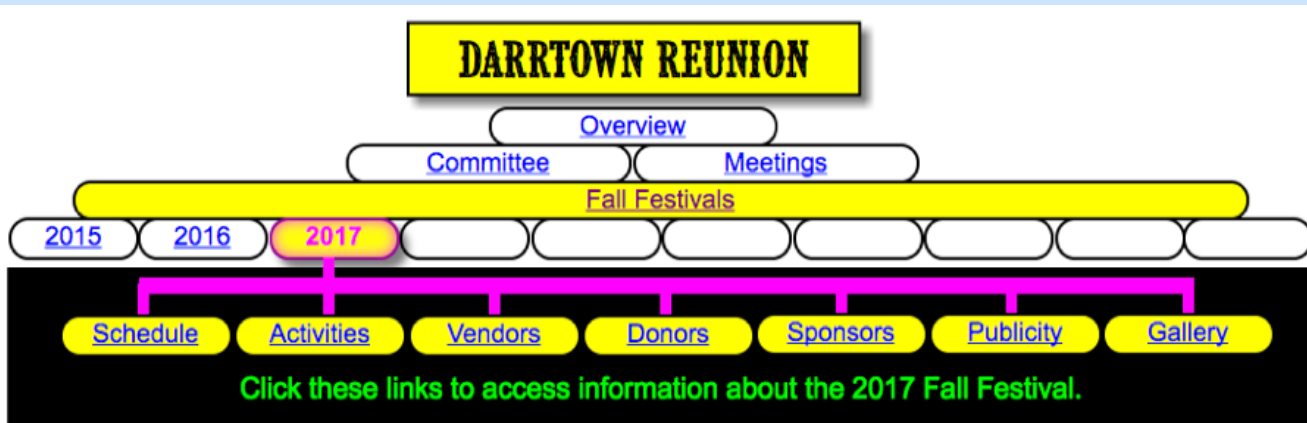 DARRTOWN REUNION
Overview
Committee Meetings
Fall Festivals
2015 2016 2017
Schedule Activities Vendors Donors Sponsors Publicity Gallery
Click these links to access information about the 2017 Fall Festival.